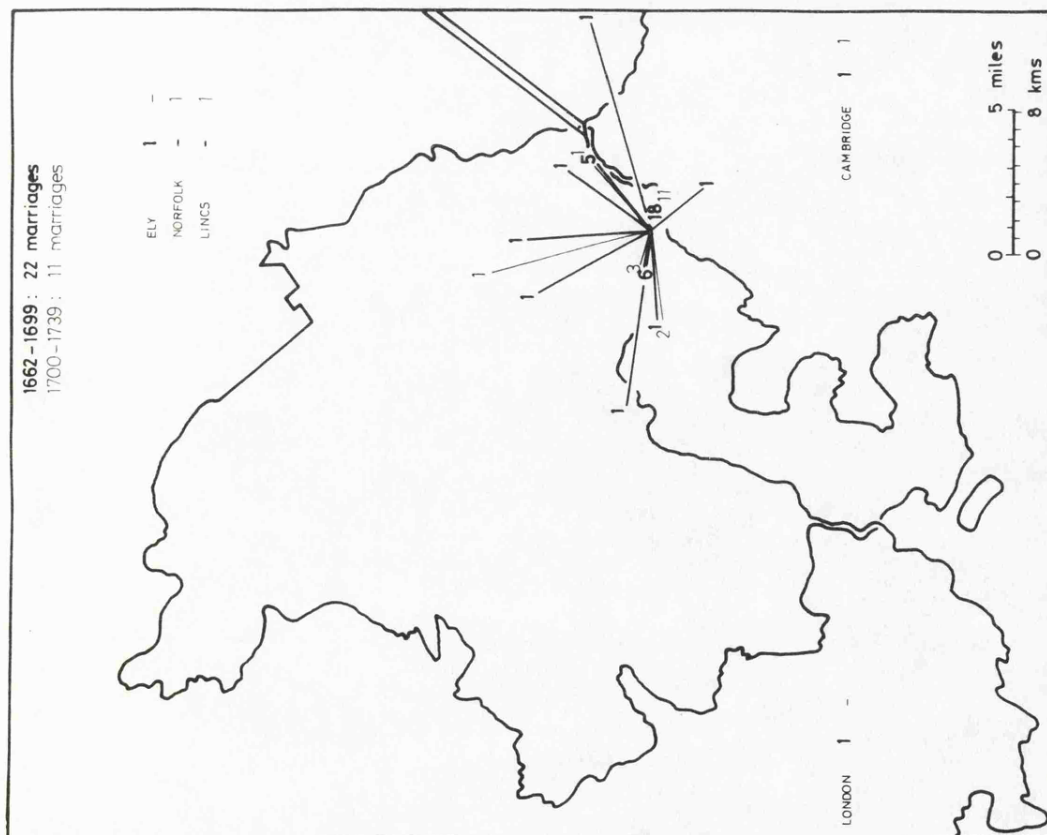 1662-1699: 22 marriages
1700-1739: 11 marriages
ELY 1 -
NORFOLK - 1
LINCS - 1
1
1
1
1
1
1
5
18 11
3
6
1
1
2
1
LONDON 1 -
CAMBRIDGE 1 1
0 5 miles
0 8 kms